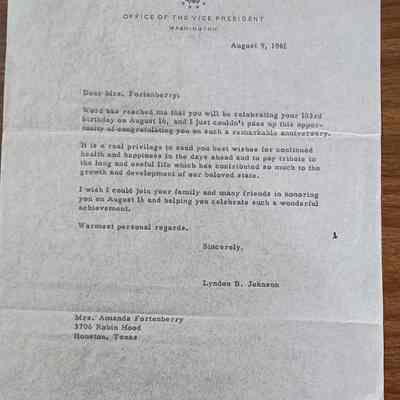 OFFICE OF THE VICE PRESIDENT
WASHINGTON
August 9, 1961
Dear Mrs. Fortenberry:
Word has reached me that you will be celebrating your 103rd
birthday on August 16, and I just couldn't pass up this oppor-
tunity of congratulating you on such a remarkable anniversary.
It is a real privilege to send you best wishes for continued
health and happiness in the days ahead and to pay tribute to
the long and useful life which has contributed so much to the
growth and development of our beloved state.
I wish I could join your family and many friends in honoring
you on August 16 and helping you celebrate such a wonderful
achievement.
Warmest personal regards.
Sincerely,
Lyndon B. Johnson
Mrs. Amanda Fortenberry
3706 Robin Hood
Houston, Texas